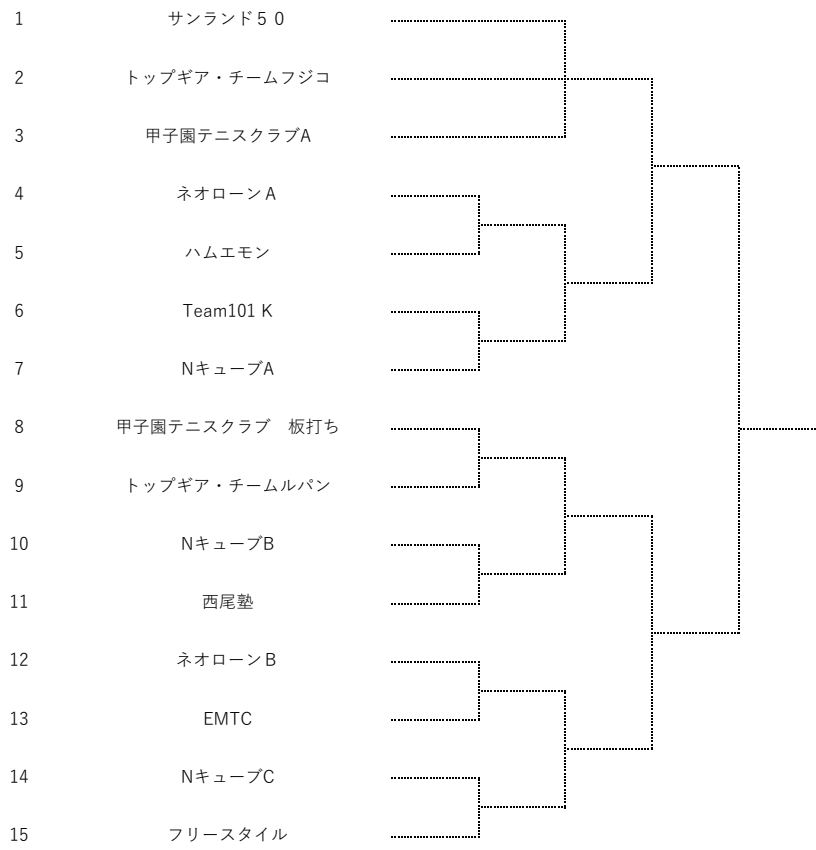 1 サンランド５０
2 トップギア・チームフジコ
3 甲子園テニスクラブA
4 ネオローンＡ
5 ハムエモン
6 Team101 K
7 NキューブA
8 甲子園テニスクラブ　板打ち
9 トップギア・チームルパン
10 NキューブB
11 西尾塾
12 ネオローンＢ
13 EMTC
14 NキューブC
15 フリースタイル